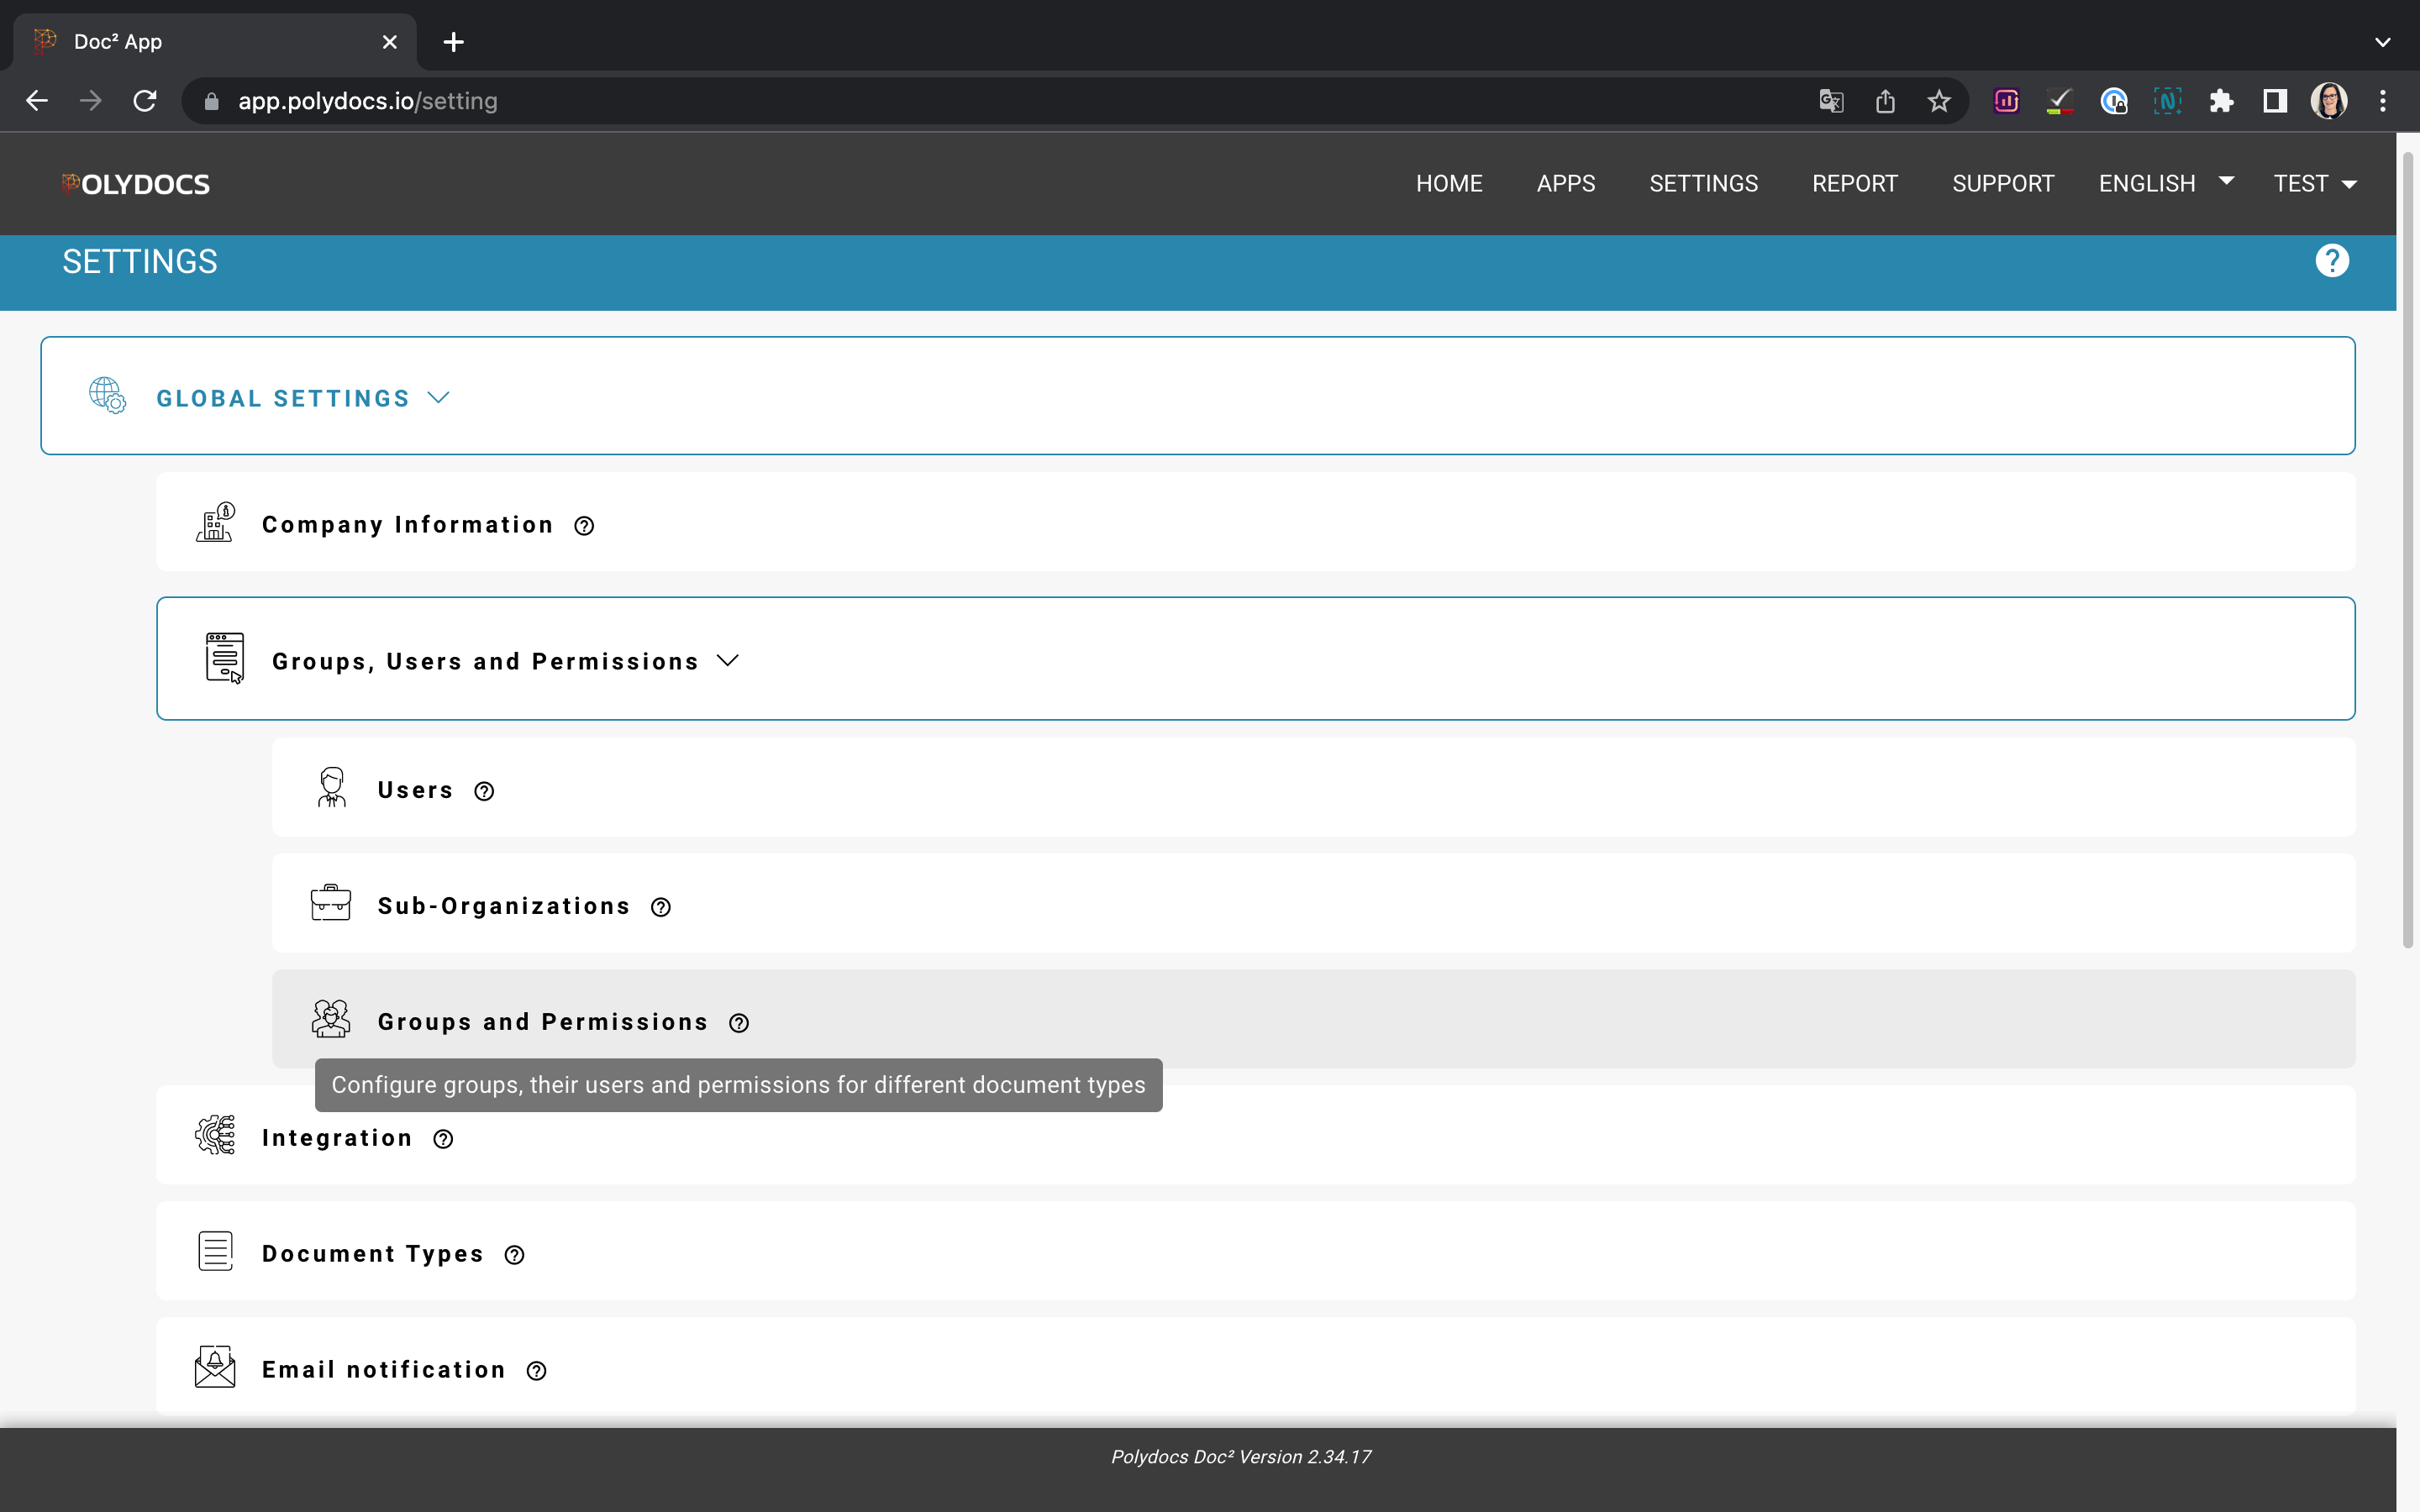 Doc² App
app.polydocs.io/setting
POLYDOCS
HOME
APPS
SETTINGS
REPORT
SUPPORT
ENGLISH
TEST
SETTINGS
GLOBAL SETTINGS
Company Information
Groups, Users and Permissions
Users
Sub-Organizations
Groups and Permissions
Configure groups, their users and permissions for different document types
Integration
Document Types
Email notification
Polydocs Doc² Version 2.34.17